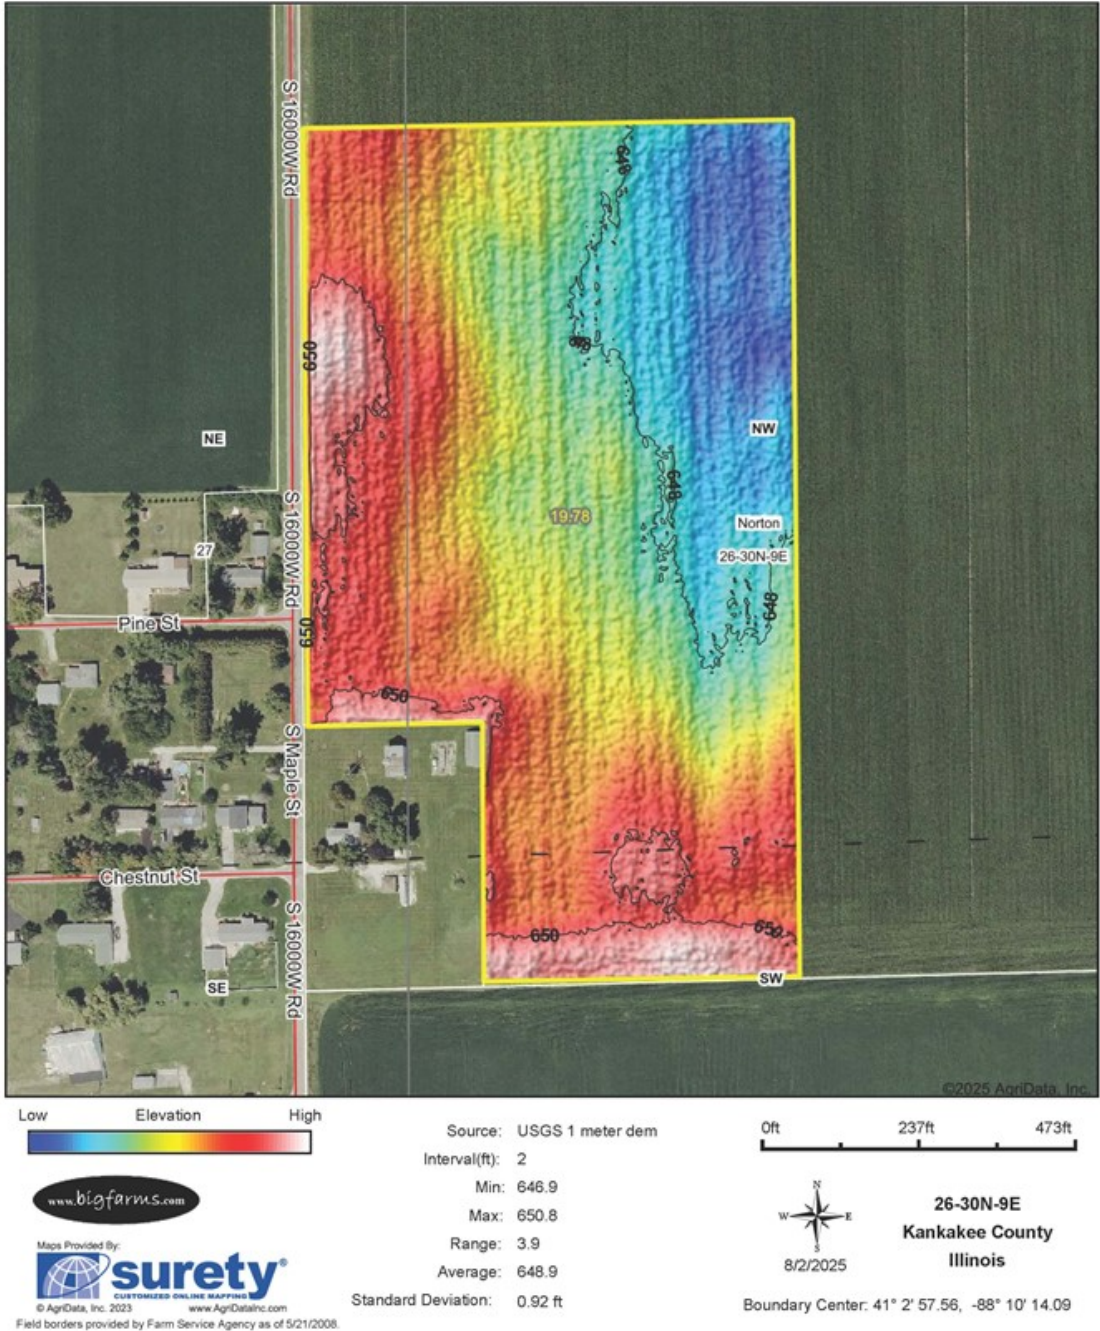 S 16000W Rd
648
650
648
NE
NW
648
S 16000W Rd
19.78
Norton
27
26-30N-9E
648
Pine St
650
650
S Maple St
Chestnut St
S 16000W Rd
650
650
SW
SE
©2025 AgriData, Inc.
Low Elevation High
Source: USGS 1 meter dem
Interval(ft): 2
Min: 646.9
Max: 650.8
Range: 3.9
Average: 648.9
Standard Deviation: 0.92 ft
0ft 237ft 473ft
www.bigfarms.com
Maps Provided By:
surety®
CUSTOMIZED ONLINE MAPPING
© AgriData, Inc. 2023 www.AgriDataInc.com
Field borders provided by Farm Service Agency as of 5/21/2008.
N
W E
S
8/2/2025
26-30N-9E
Kankakee County
Illinois
Boundary Center: 41° 2' 57.56, -88° 10' 14.09